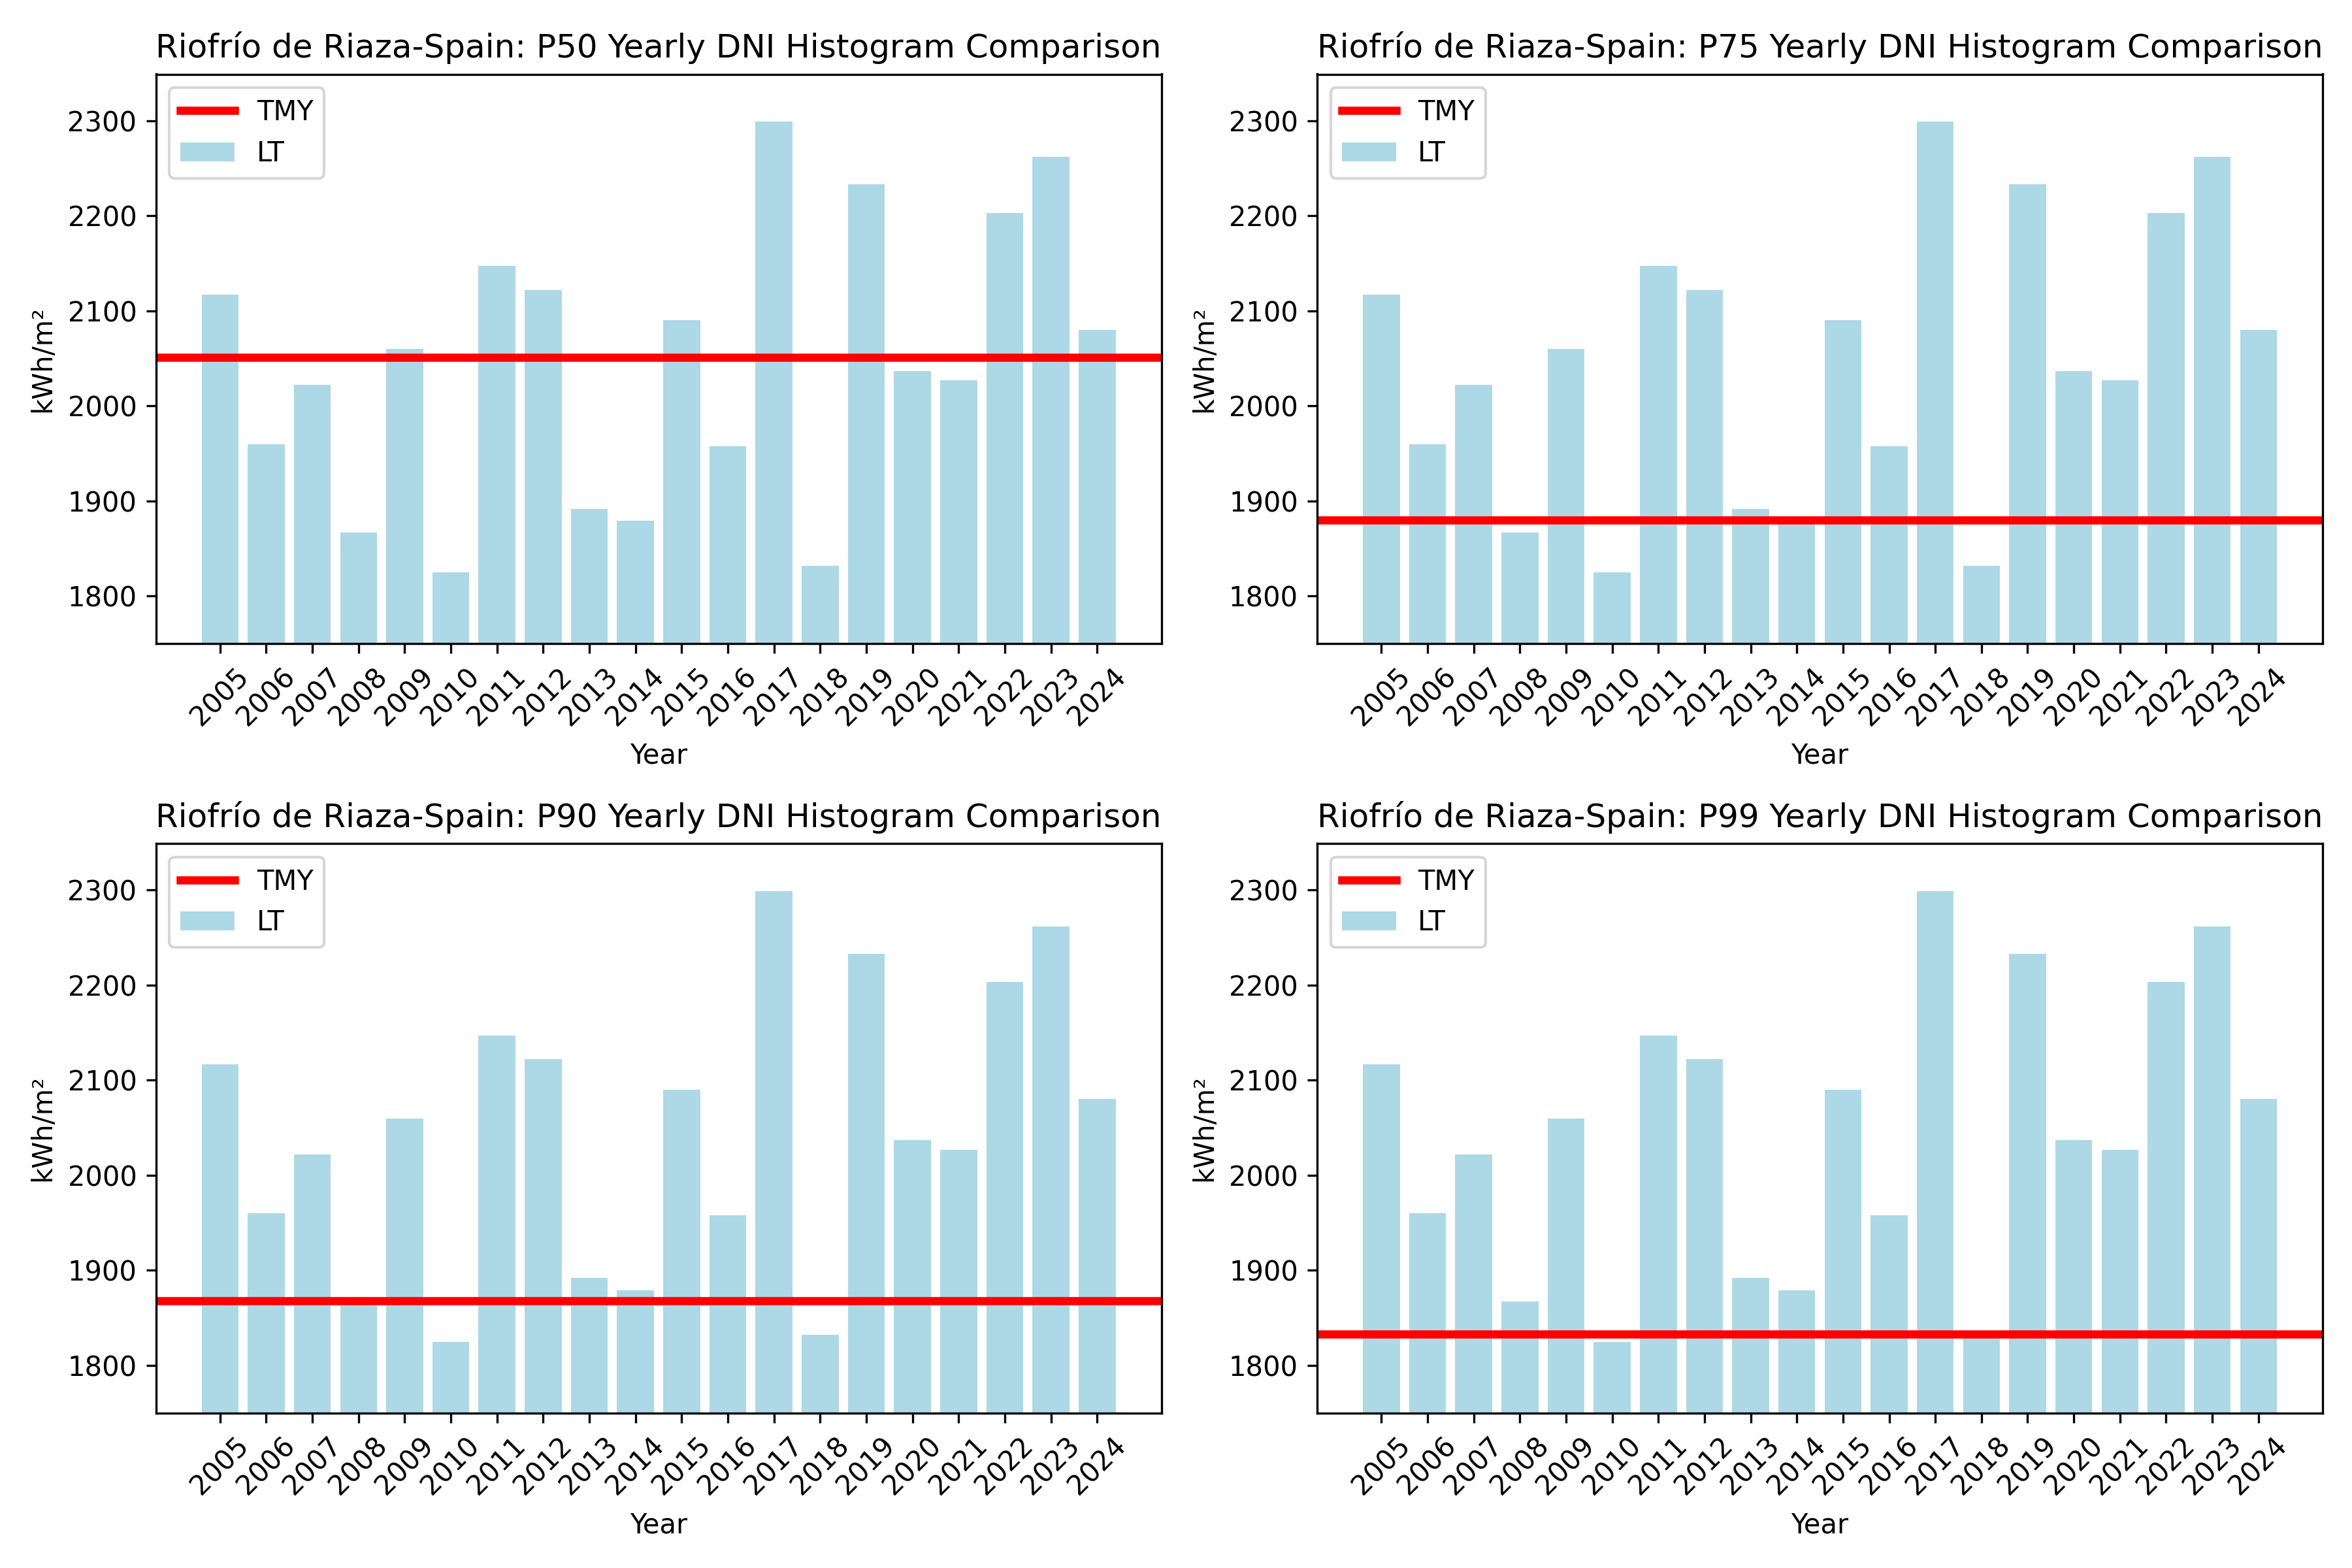 Riofrío de Riaza-Spain: P50 Yearly DNI Histogram Comparison
TMY
LT
kWh/m²
2300
2200
2100
2000
1900
1800
2005 2006 2007 2008 2009 2010 2011 2012 2013 2014 2015 2016 2017 2018 2019 2020 2021 2022 2023 2024
Year
Riofrío de Riaza-Spain: P75 Yearly DNI Histogram Comparison
TMY
LT
kWh/m²
2300
2200
2100
2000
1900
1800
2005 2006 2007 2008 2009 2010 2011 2012 2013 2014 2015 2016 2017 2018 2019 2020 2021 2022 2023 2024
Year
Riofrío de Riaza-Spain: P90 Yearly DNI Histogram Comparison
TMY
LT
kWh/m²
2300
2200
2100
2000
1900
1800
2005 2006 2007 2008 2009 2010 2011 2012 2013 2014 2015 2016 2017 2018 2019 2020 2021 2022 2023 2024
Year
Riofrío de Riaza-Spain: P99 Yearly DNI Histogram Comparison
TMY
LT
kWh/m²
2300
2200
2100
2000
1900
1800
2005 2006 2007 2008 2009 2010 2011 2012 2013 2014 2015 2016 2017 2018 2019 2020 2021 2022 2023 2024
Year